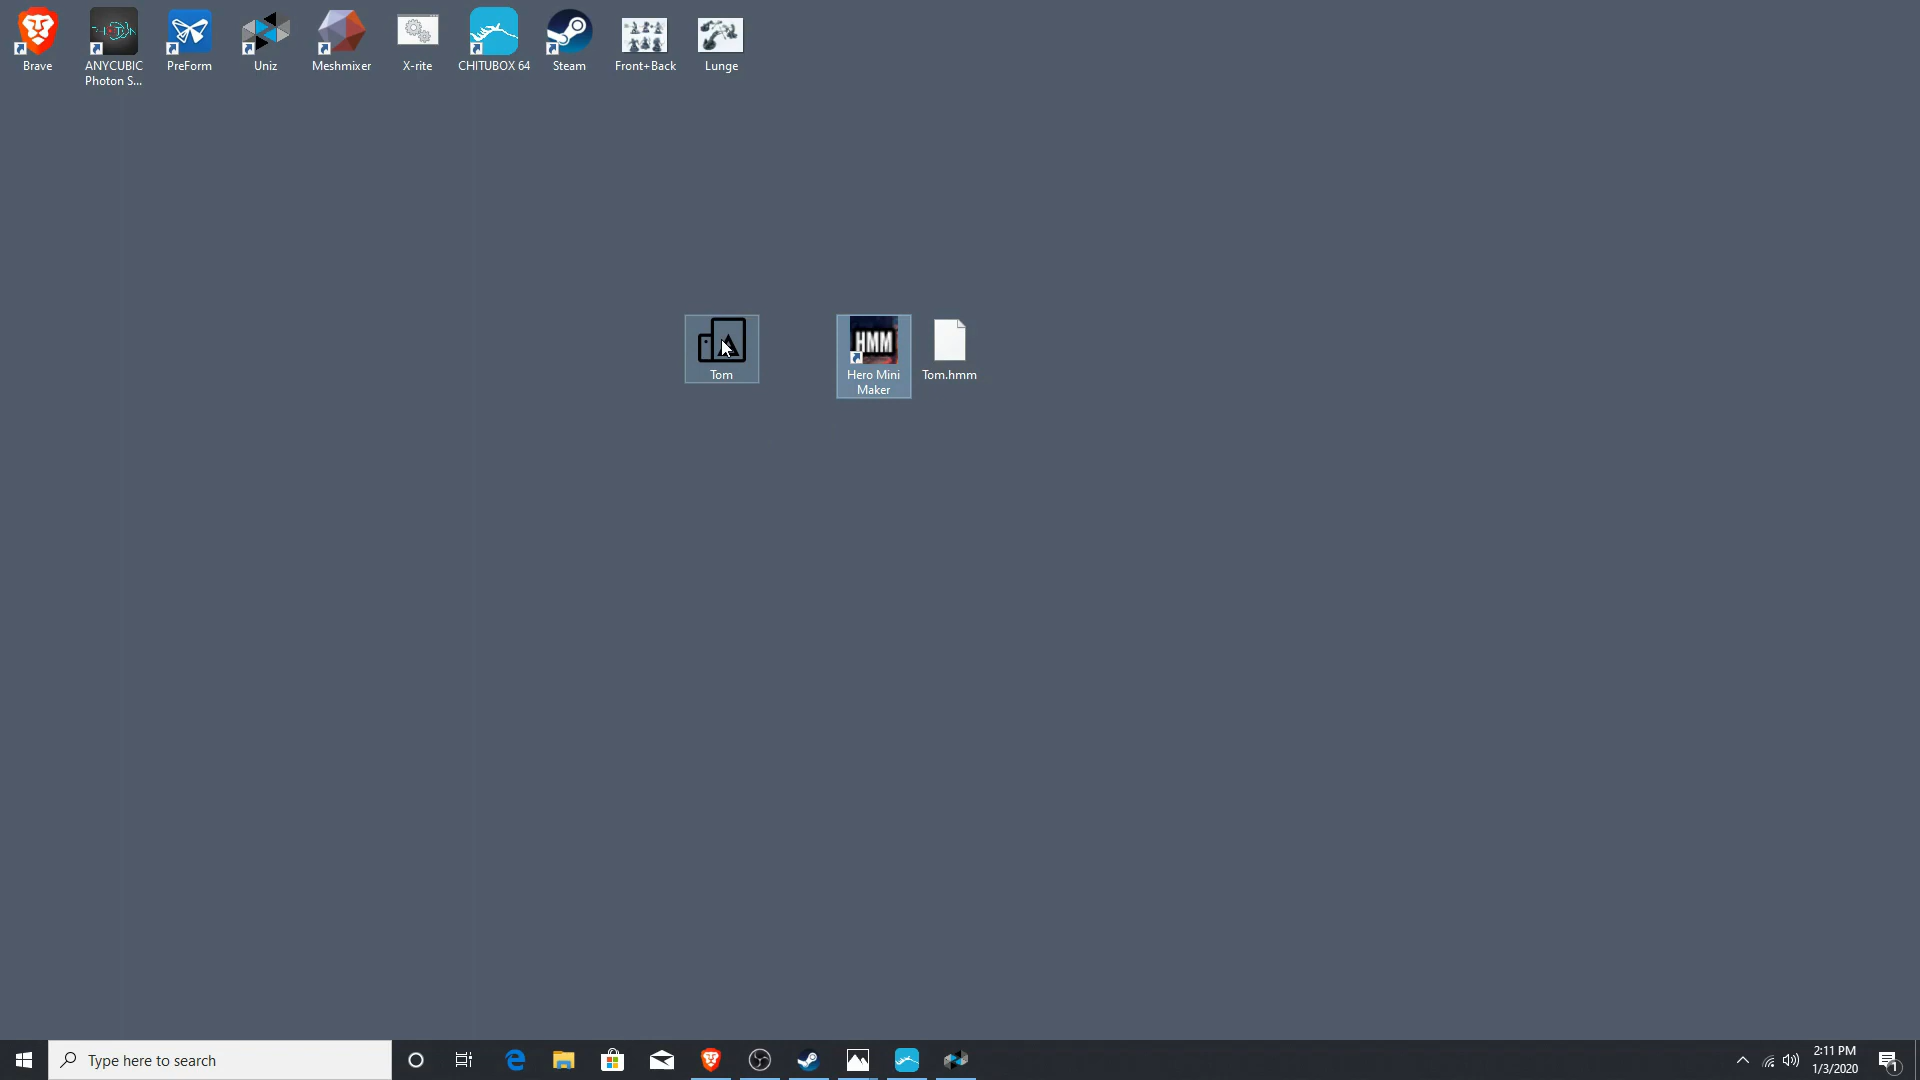 Brave
ANYCUBIC
Photon S...
PreForm
Uniz
Meshmixer
X-rite
CHITUBOX 64
Steam
Front+Back
Lunge
Tom
HMM
Hero Mini
Maker
Tom.hmm
Type here to search
2:11 PM
1/3/2020
1